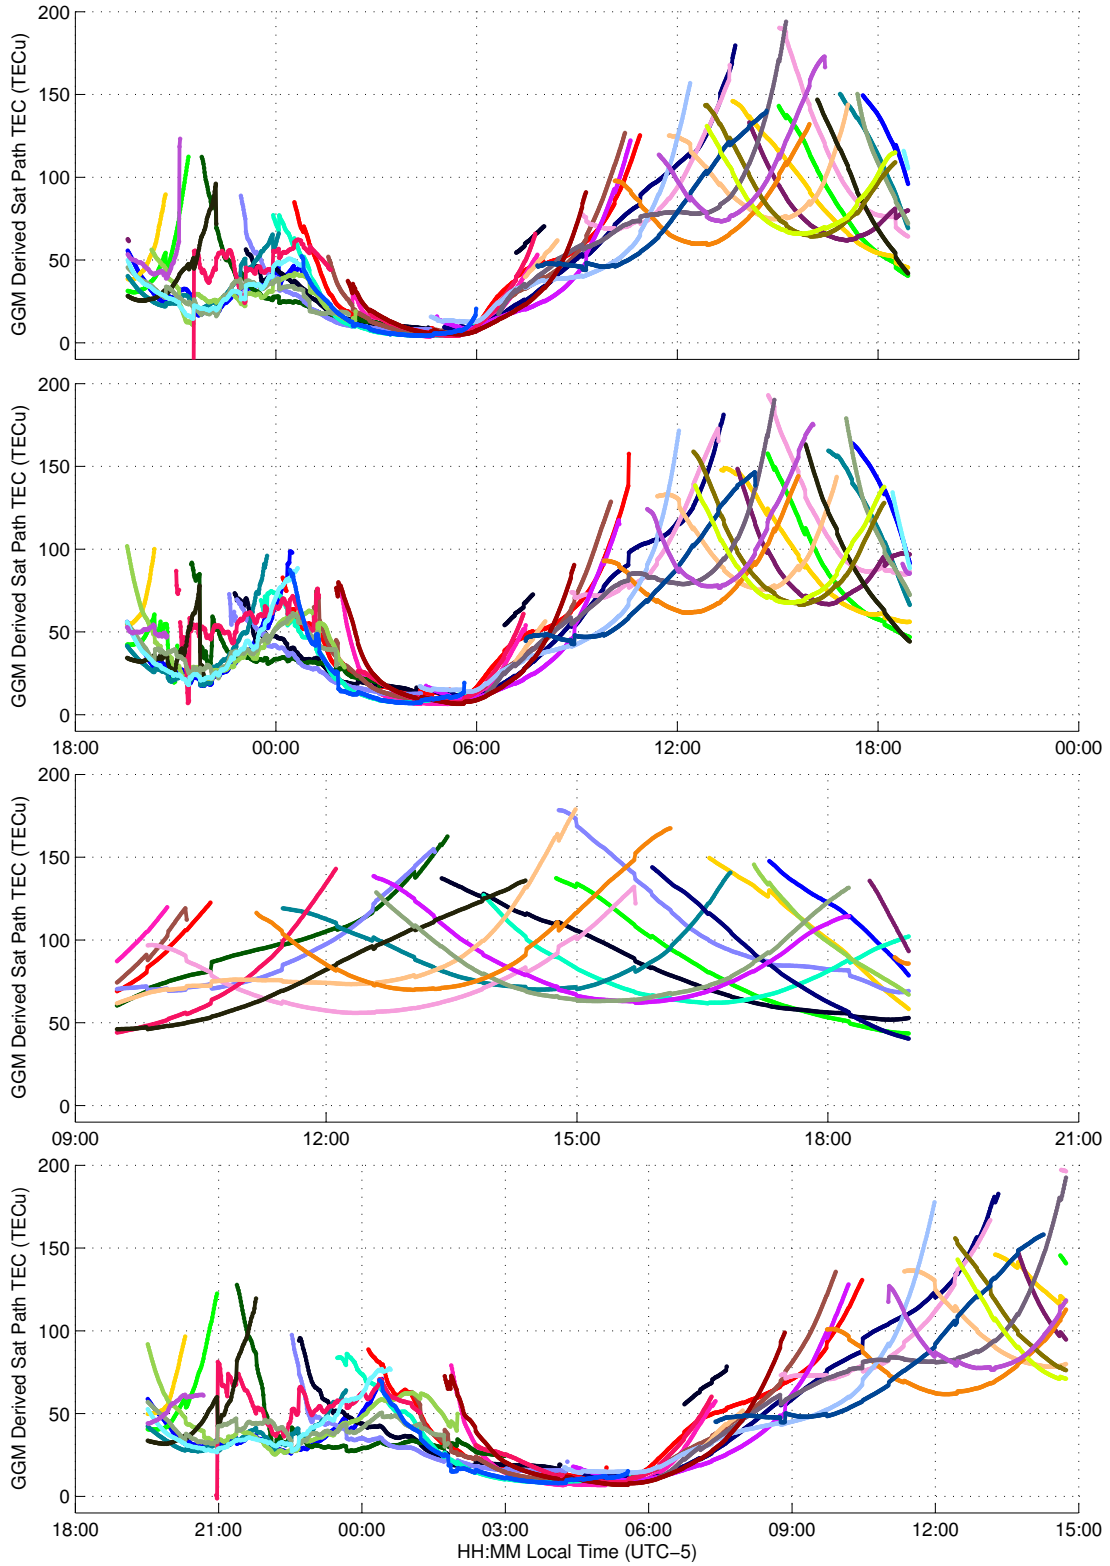 200
150
100
50
0
GGM Derived Sat Path TEC (TECu)
200
150
100
50
0
GGM Derived Sat Path TEC (TECu)
18:00 00:00 06:00 12:00 18:00 00:00
200
150
100
50
0
GGM Derived Sat Path TEC (TECu)
09:00 12:00 15:00 18:00 21:00
200
150
100
50
0
GGM Derived Sat Path TEC (TECu)
18:00 21:00 00:00 03:00 06:00 09:00 12:00 15:00
HH:MM Local Time (UTC−5)